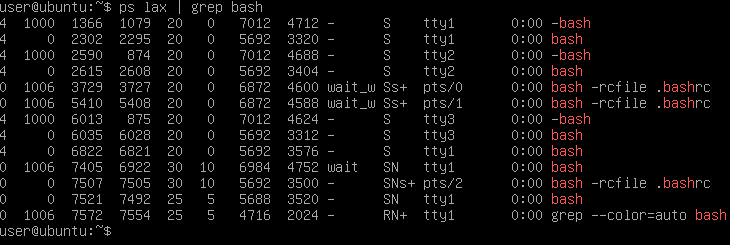 user@ubuntu:~$ ps lax | grep bash
4  1000  1366  1079  20   0   7012  4712 -      S    tty1       0:00 -bash
4     0  2302  2295  20   0   5692  3320 -      S    tty1       0:00 bash
4  1000  2590   874  20   0   7012  4688 -      S    tty2       0:00 -bash
4     0  2615  2608  20   0   5692  3404 -      S    tty2       0:00 bash
0  1006  3729  3727  20   0   6872  4600 wait_w Ss+  pts/0      0:00 bash -rcfile .bashrc
0  1006  5410  5408  20   0   6872  4588 wait_w Ss+  pts/1      0:00 bash -rcfile .bashrc
4  1000  6013   875  20   0   7012  4624 -      S    tty3       0:00 -bash
4     0  6035  6028  20   0   5692  3312 -      S    tty3       0:00 bash
4     0  6822  6821  20   0   5692  3576 -      S    tty1       0:00 bash
0  1006  7405  6922  30  10   6984  4752 wait   SN   tty1       0:00 bash
0     0  7507  7505  30  10   5692  3500 -      SNs+ pts/2      0:00 bash -rcfile .bashrc
0     0  7521  7492  25   5   5688  3520 -      SN   tty1       0:00 bash
0  1006  7572  7554  25   5   4716  2024 -      RN+  tty1       0:00 grep --color=auto bash
user@ubuntu:~$